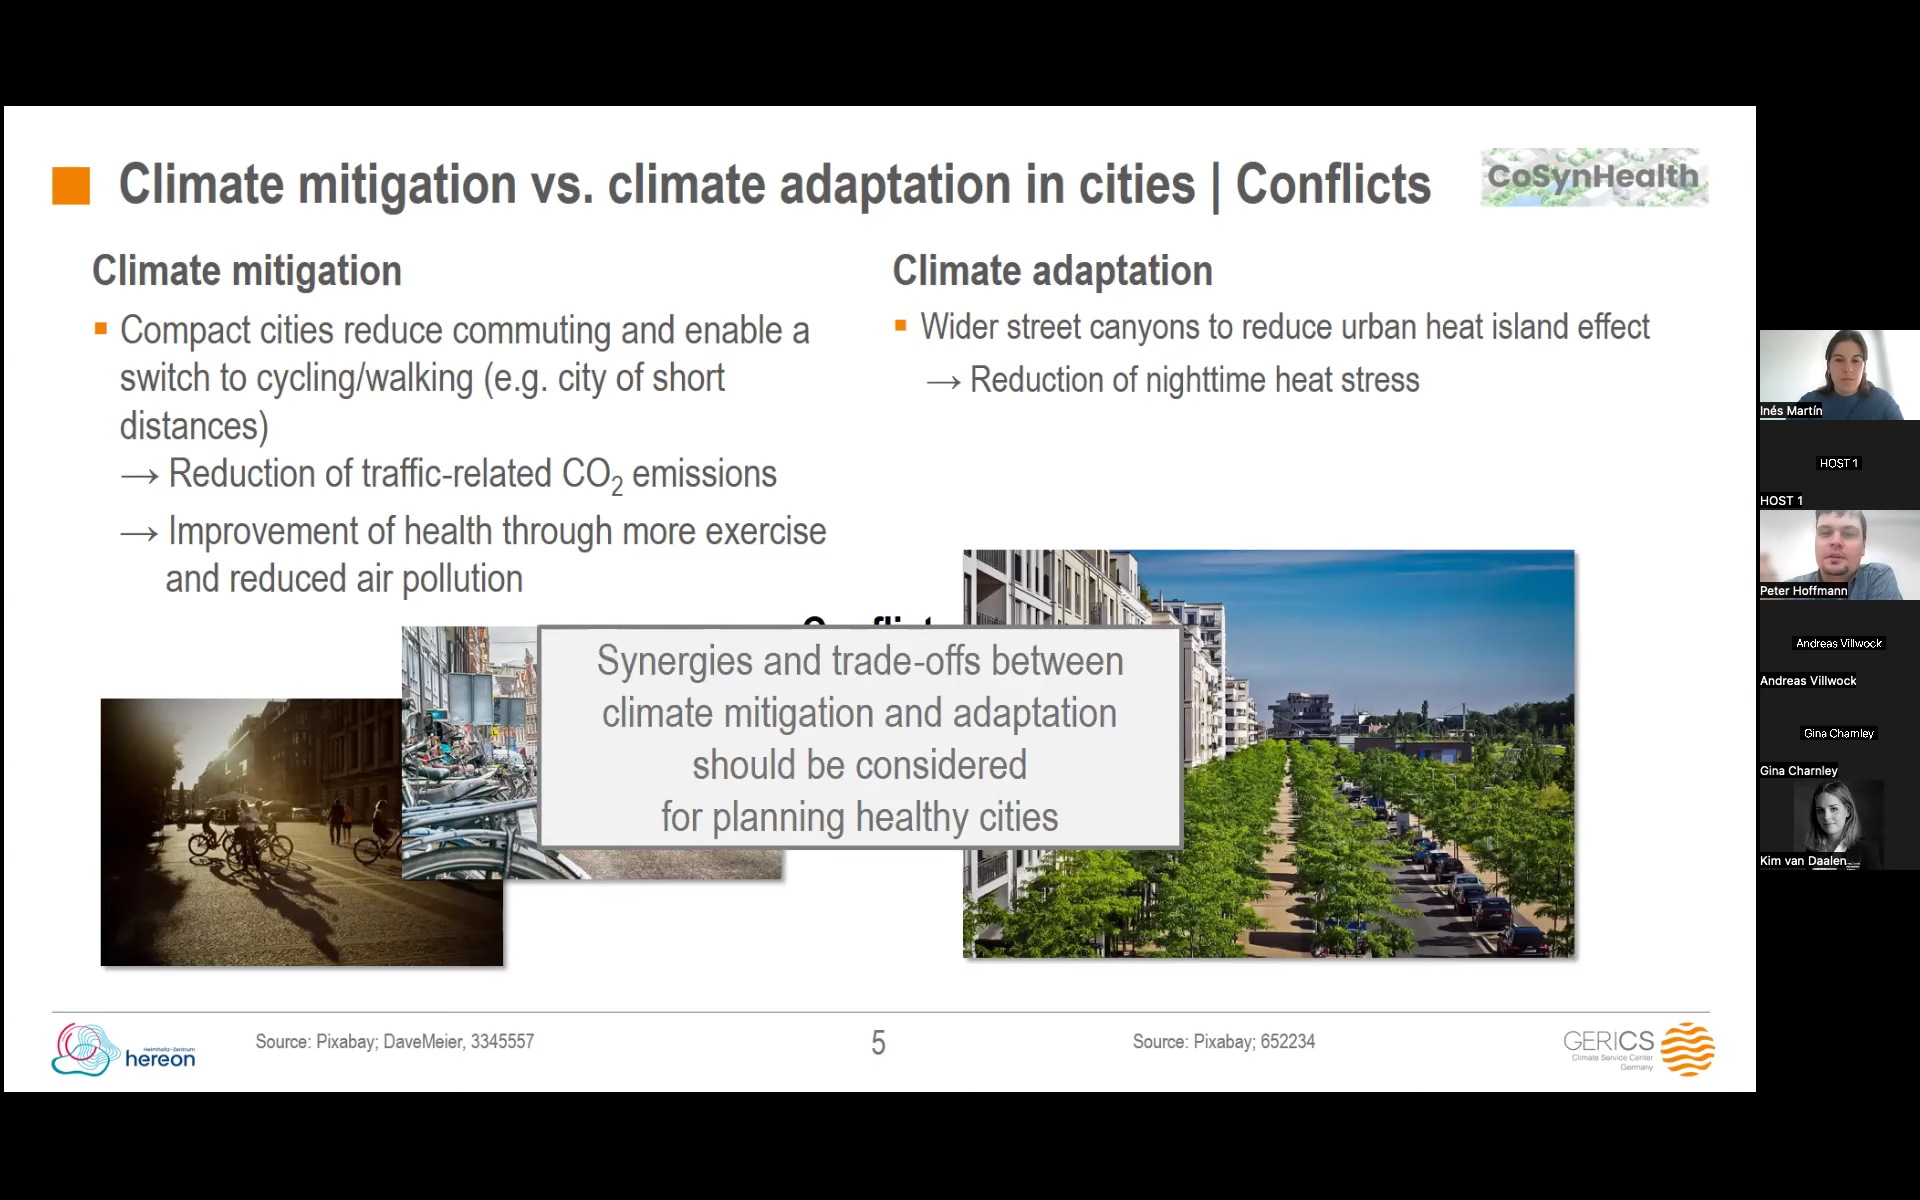 Climate mitigation vs. climate adaptation in cities | Conflicts
CoSynHealth
Climate mitigation
Compact cities reduce commuting and enable a
switch to cycling/walking (e.g. city of short
distances)
→ Reduction of traffic-related CO₂ emissions
→ Improvement of health through more exercise
and reduced air pollution
Climate adaptation
Wider street canyons to reduce urban heat island effect
→ Reduction of nighttime heat stress
Synergies and trade-offs between
climate mitigation and adaptation
should be considered
for planning healthy cities
Helmholtz-Zentrum
hereon
Source: Pixabay; DaveMeier, 3345557
5
Source: Pixabay; 652234
GERICS
Climate Service Center
Germany
Inés Martín
HOST 1
HOST 1
Peter Hoffmann
Andreas Villwock
Andreas Villwock
Gina Charnley
Gina Charnley
Kim van Daalen